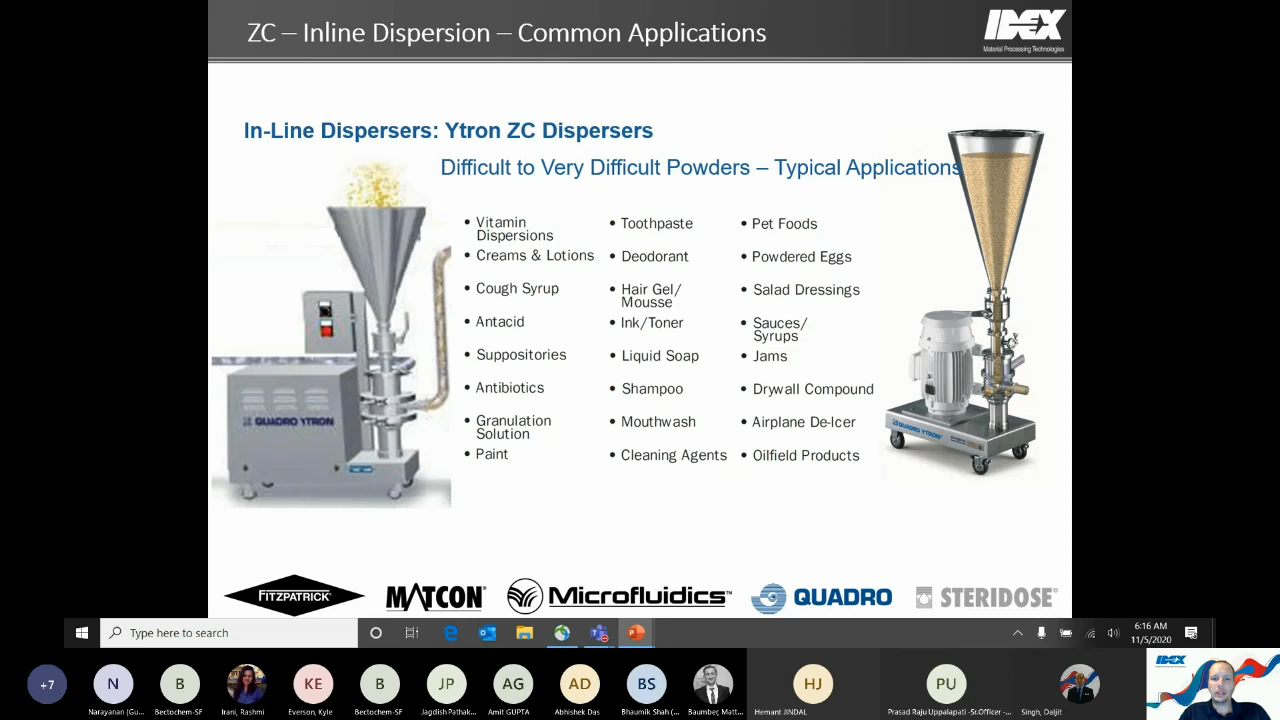 ZC – Inline Dispersion – Common Applications
IDEX
Material Processing Technologies
In-Line Dispersers: Ytron ZC Dispersers
Difficult to Very Difficult Powders – Typical Applications
• Vitamin
Dispersions
• Creams & Lotions
• Cough Syrup
• Antacid
• Suppositories
• Antibiotics
• Granulation
Solution
• Paint
• Toothpaste
• Deodorant
• Hair Gel/
Mousse
• Ink/Toner
• Liquid Soap
• Shampoo
• Mouthwash
• Cleaning Agents
• Pet Foods
• Powdered Eggs
• Salad Dressings
• Sauces/
Syrups
• Jams
• Drywall Compound
• Airplane De-Icer
• Oilfield Products
QUADRO YTRON
QUADRO YTRON
FITZPATRICK®
MATCON®
Microfluidics™
QUADRO
STERIDOSE®
Type here to search
6:16 AM
11/5/2020
+7
N
Narayanan (Gu...
B
Bectochem-SF
Irani, Rashmi
KE
Everson, Kyle
B
Bectochem-SF
JP
Jagdish Pathak...
AG
Amit GUPTA
AD
Abhishek Das
BS
Bhaumik Shah (...
Baumber, Matt...
HJ
Hemant JINDAL
PU
Prasad Raju Uppalapati -Sr.Officer -...
Singh, Daljit
IDEX